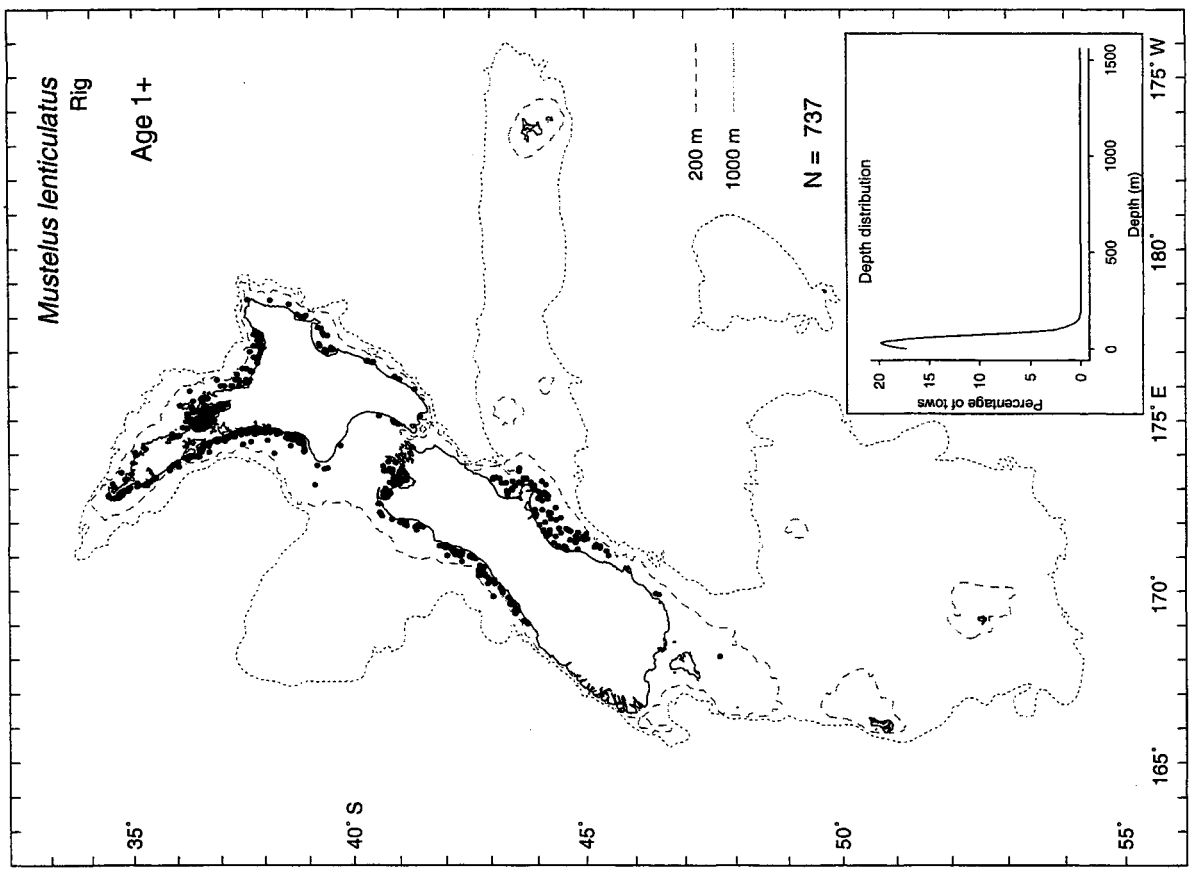 Mustelus lenticulatus
Rig
Age 1+
200 m
1000 m
N = 737
Depth distribution
Percentage of tows
20
15
10
5
0
0
500
1000
1500
Depth (m)
35°
40° S
45°
50°
55°
165°
170°
175° E
180°
175° W